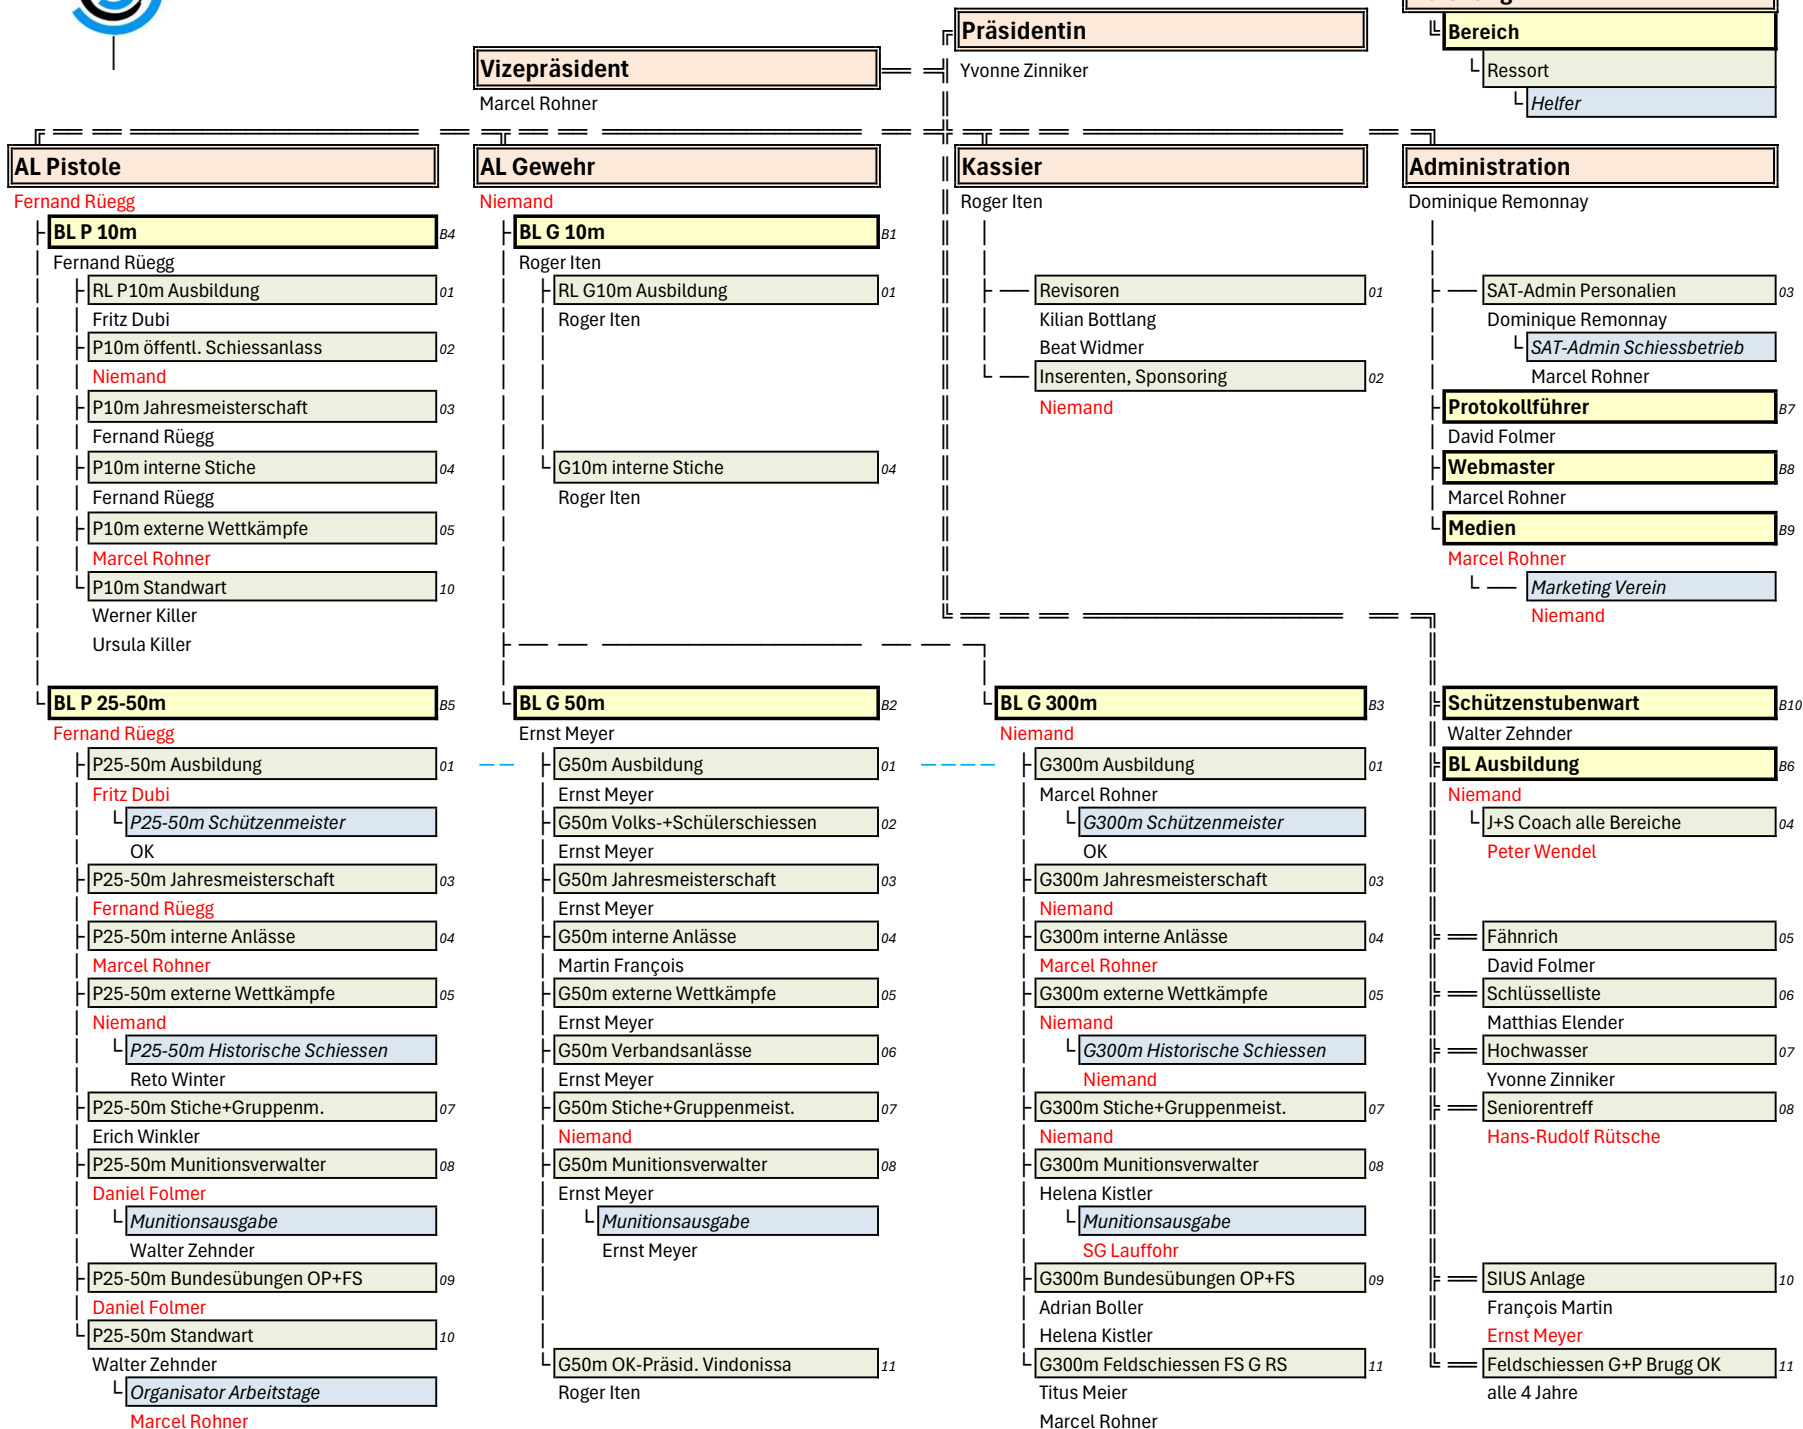 Präsidentin
Yvonne Zinniker
Vizepräsident
Marcel Rohner
Bereich
Ressort
Helfer
AL Pistole
Fernand Rüegg
BL P 10m B4
Fernand Rüegg
RL P10m Ausbildung 01
Fritz Dubi
P10m öffentl. Schiessanlass 02
Niemand
P10m Jahresmeisterschaft 03
Fernand Rüegg
P10m interne Stiche 04
Fernand Rüegg
P10m externe Wettkämpfe 05
Marcel Rohner
P10m Standwart 10
Werner Killer
Ursula Killer
BL P 25-50m B5
Fernand Rüegg
P25-50m Ausbildung 01
Fritz Dubi
P25-50m Schützenmeister
OK
P25-50m Jahresmeisterschaft 03
Fernand Rüegg
P25-50m interne Anlässe 04
Marcel Rohner
P25-50m externe Wettkämpfe 05
Niemand
P25-50m Historische Schiessen
Reto Winter
P25-50m Stiche+Gruppenm. 07
Erich Winkler
P25-50m Munitionsverwalter 08
Daniel Folmer
Munitionsausgabe
Walter Zehnder
P25-50m Bundesübungen OP+FS 09
Daniel Folmer
P25-50m Standwart 10
Walter Zehnder
Organisator Arbeitstage
Marcel Rohner
AL Gewehr
Niemand
BL G 10m B1
Roger Iten
RL G10m Ausbildung 01
Roger Iten
G10m interne Stiche 04
Roger Iten
BL G 50m B2
Ernst Meyer
G50m Ausbildung 01
Ernst Meyer
G50m Volks-+Schülerschiessen 02
Ernst Meyer
G50m Jahresmeisterschaft 03
Ernst Meyer
G50m interne Anlässe 04
Martin François
G50m externe Wettkämpfe 05
Ernst Meyer
G50m Verbandsanlässe 06
Ernst Meyer
G50m Stiche+Gruppenmeist. 07
Niemand
G50m Munitionsverwalter 08
Ernst Meyer
Munitionsausgabe
Ernst Meyer
G50m OK-Präsid. Vindonissa 11
Roger Iten
Kassier
Roger Iten
Revisoren 01
Kilian Bottlang
Beat Widmer
Inserenten, Sponsoring 02
Niemand
BL G 300m B3
Niemand
G300m Ausbildung 01
Marcel Rohner
G300m Schützenmeister
OK
G300m Jahresmeisterschaft 03
Niemand
G300m interne Anlässe 04
Marcel Rohner
G300m externe Wettkämpfe 05
Niemand
G300m Historische Schiessen
Niemand
G300m Stiche+Gruppenmeist. 07
Niemand
G300m Munitionsverwalter 08
Helena Kistler
Munitionsausgabe
SG Lauffohr
G300m Bundesübungen OP+FS 09
Adrian Boller
Helena Kistler
G300m Feldschiessen FS G RS 11
Titus Meier
Marcel Rohner
Administration
Dominique Remonnay
SAT-Admin Personalien 03
Dominique Remonnay
SAT-Admin Schiessbetrieb
Marcel Rohner
Protokollführer B7
David Folmer
Webmaster B8
Marcel Rohner
Medien B9
Marcel Rohner
Marketing Verein
Niemand
Schützenstubenwart B10
Walter Zehnder
BL Ausbildung B6
Niemand
J+S Coach alle Bereiche 04
Peter Wendel
Fähnrich 05
David Folmer
Schlüsselliste 06
Matthias Elender
Hochwasser 07
Yvonne Zinniker
Seniorentreff 08
Hans-Rudolf Rütsche
SIUS Anlage 10
François Martin
Ernst Meyer
Feldschiessen G+P Brugg OK 11
alle 4 Jahre